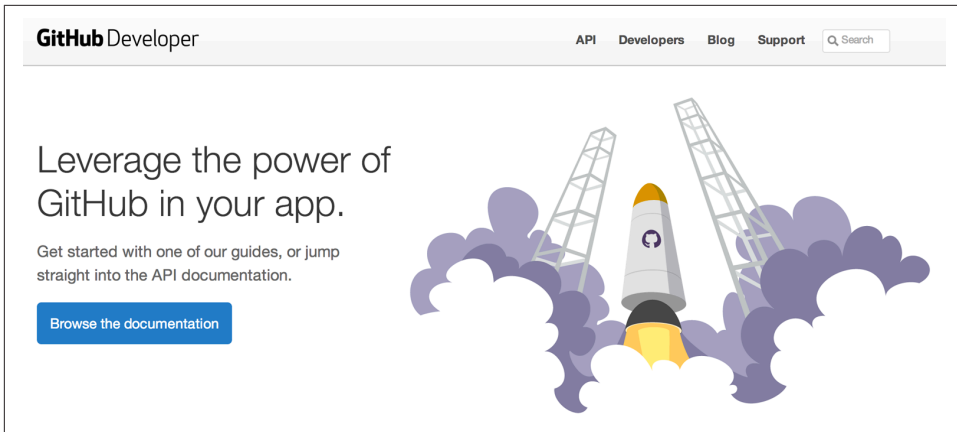 GitHub Developer
API Developers Blog Support Search
Leverage the power of
GitHub in your app.
Get started with one of our guides, or jump
straight into the API documentation.
Browse the documentation